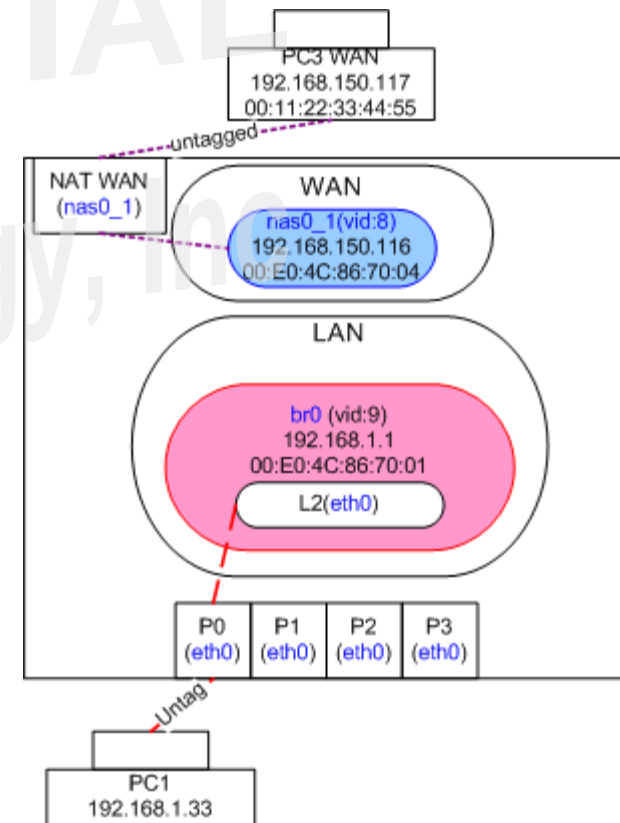 PC3 WAN
192.168.150.117
00:11:22:33:44:55
untagged
NAT WAN
(nas0_1)
WAN
nas0_1(vid:8)
192.168.150.116
00:E0:4C:86:70:04
LAN
br0 (vid:9)
192.168.1.1
00:E0:4C:86:70:01
L2(eth0)
P0
(eth0)
P1
(eth0)
P2
(eth0)
P3
(eth0)
Untag
PC1
192.168.1.33